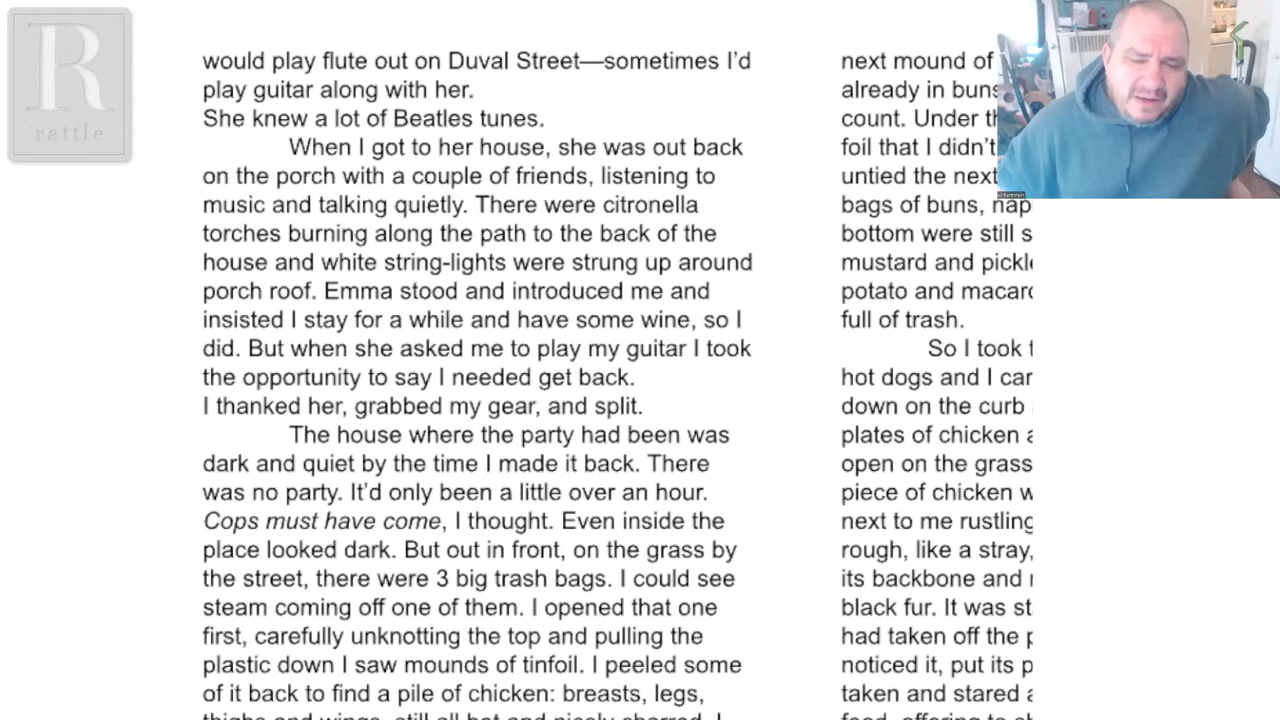 R
rattle
would play flute out on Duval Street—sometimes I'd
play guitar along with her.
She knew a lot of Beatles tunes.
When I got to her house, she was out back
on the porch with a couple of friends, listening to
music and talking quietly. There were citronella
torches burning along the path to the back of the
house and white string-lights were strung up around
porch roof. Emma stood and introduced me and
insisted I stay for a while and have some wine, so I
did. But when she asked me to play my guitar I took
the opportunity to say I needed get back.
I thanked her, grabbed my gear, and split.
The house where the party had been was
dark and quiet by the time I made it back. There
was no party. It'd only been a little over an hour.
Cops must have come, I thought. Even inside the
place looked dark. But out in front, on the grass by
the street, there were 3 big trash bags. I could see
steam coming off one of them. I opened that one
first, carefully unknotting the top and pulling the
plastic down I saw mounds of tinfoil. I peeled some
of it back to find a pile of chicken: breasts, legs,
thighs and wings, still all hot and nicely charred. I
next mound of
already in buns
count. Under
foil that I didn't
untied the next
bags of buns,
bottom were still
mustard and
potato and
full of trash.
So I took
hot dogs and I
down on the curb
plates of chicken
open on the grass
piece of chicken
next to me rustling
rough, like a stray,
its backbone and
black fur. It was
had taken off the
noticed it, put its
taken and stared
food, offering to